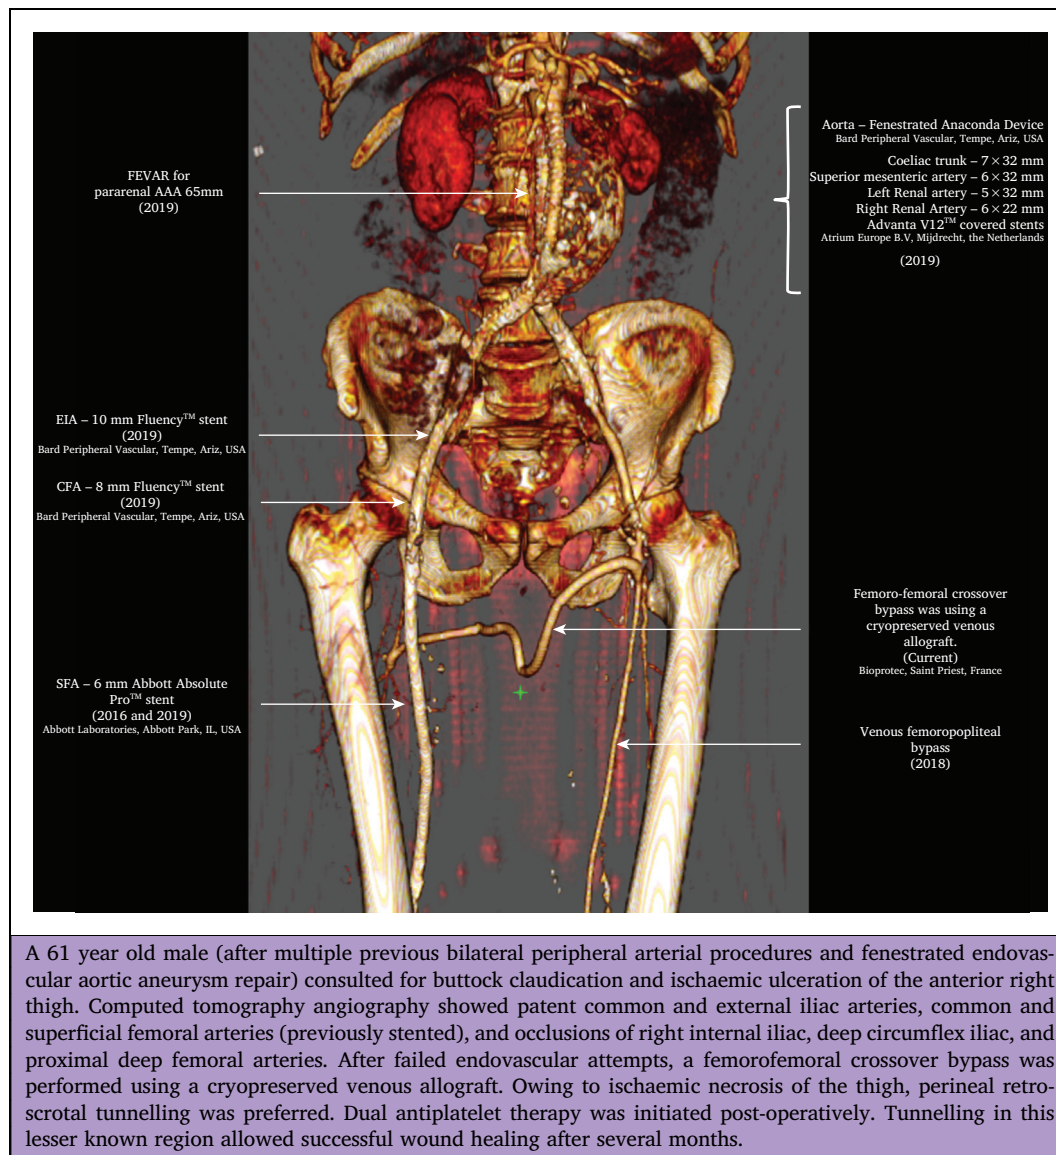 FEVAR for
pararenal AAA 65mm
(2019)
EIA – 10 mm Fluency™ stent
(2019)
Bard Peripheral Vascular, Tempe, Ariz, USA
CFA – 8 mm Fluency™ stent
(2019)
Bard Peripheral Vascular, Tempe, Ariz, USA
SFA – 6 mm Abbott Absolute
Pro™ stent
(2016 and 2019)
Abbott Laboratories, Abbott Park, IL, USA
Aorta – Fenestrated Anaconda Device
Bard Peripheral Vascular, Tempe, Ariz, USA
Coeliac trunk – 7 × 32 mm
Superior mesenteric artery – 6 × 32 mm
Left Renal artery – 5 × 32 mm
Right Renal Artery – 6 × 22 mm
Advanta V12™ covered stents
Atrium Europe B.V, Mijdrecht, the Netherlands
(2019)
Femoro-femoral crossover
bypass was using a
cryopreserved venous
allograft.
(Current)
Bioprotec, Saint Priest, France
Venous femoropopliteal
bypass
(2018)
A 61 year old male (after multiple previous bilateral peripheral arterial procedures and fenestrated endovas-
cular aortic aneurysm repair) consulted for buttock claudication and ischaemic ulceration of the anterior right
thigh. Computed tomography angiography showed patent common and external iliac arteries, common and
superficial femoral arteries (previously stented), and occlusions of right internal iliac, deep circumflex iliac, and
proximal deep femoral arteries. After failed endovascular attempts, a femorofemoral crossover bypass was
performed using a cryopreserved venous allograft. Owing to ischaemic necrosis of the thigh, perineal retro-
scrotal tunnelling was preferred. Dual antiplatelet therapy was initiated post-operatively. Tunnelling in this
lesser known region allowed successful wound healing after several months.